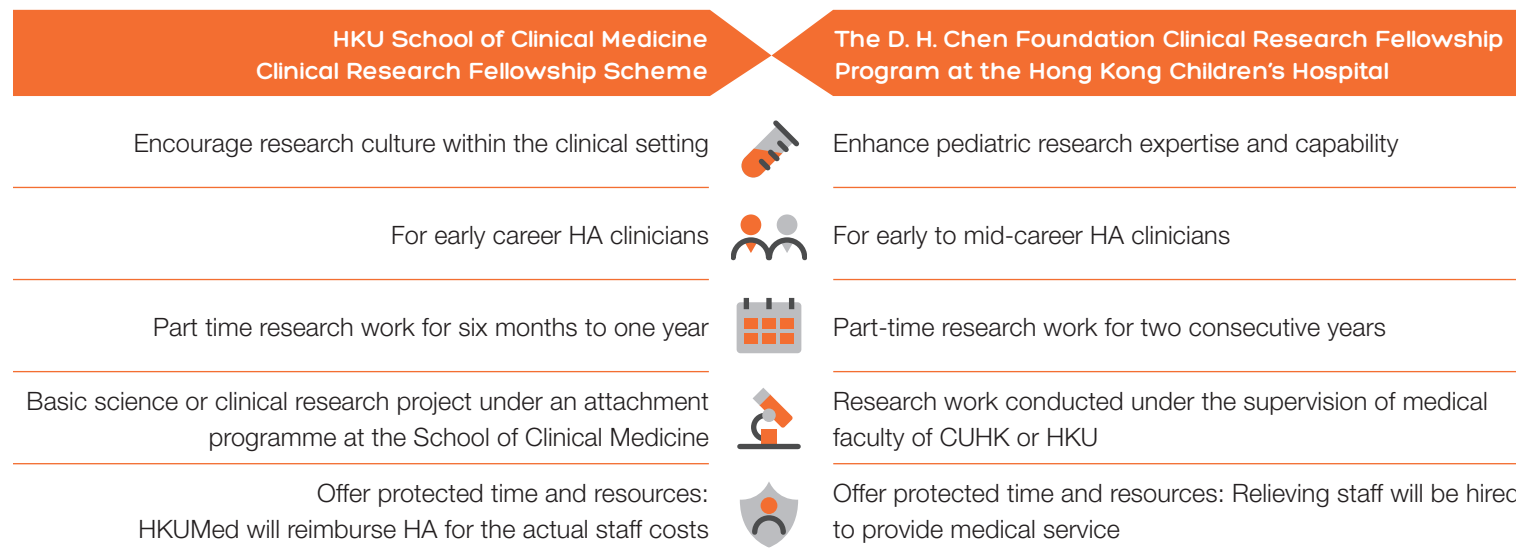 HKU School of Clinical Medicine
Clinical Research Fellowship Scheme
The D. H. Chen Foundation Clinical Research Fellowship
Program at the Hong Kong Children's Hospital
Encourage research culture within the clinical setting
Enhance pediatric research expertise and capability
For early career HA clinicians
For early to mid-career HA clinicians
Part time research work for six months to one year
Part-time research work for two consecutive years
Basic science or clinical research project under an attachment
programme at the School of Clinical Medicine
Research work conducted under the supervision of medical
faculty of CUHK or HKU
Offer protected time and resources:
HKUMed will reimburse HA for the actual staff costs
Offer protected time and resources: Relieving staff will be hired
to provide medical service